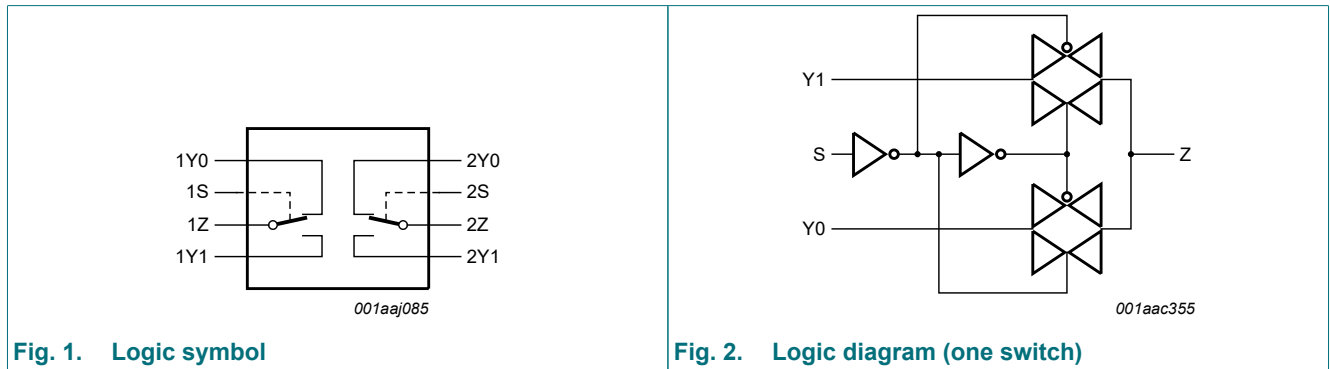 1Y0
1S
1Z
1Y1
2Y0
2S
2Z
2Y1
001aaj085
Fig. 1. Logic symbol
Y1
S
Z
Y0
001aac355
Fig. 2. Logic diagram (one switch)